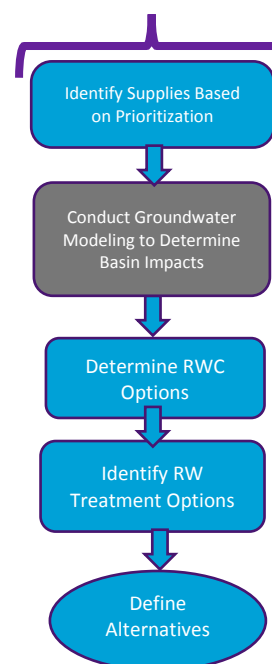 Identify Supplies Based
on Prioritization
Conduct Groundwater
Modeling to Determine
Basin Impacts
Determine RWC
Options
Identify RW
Treatment Options
Define
Alternatives